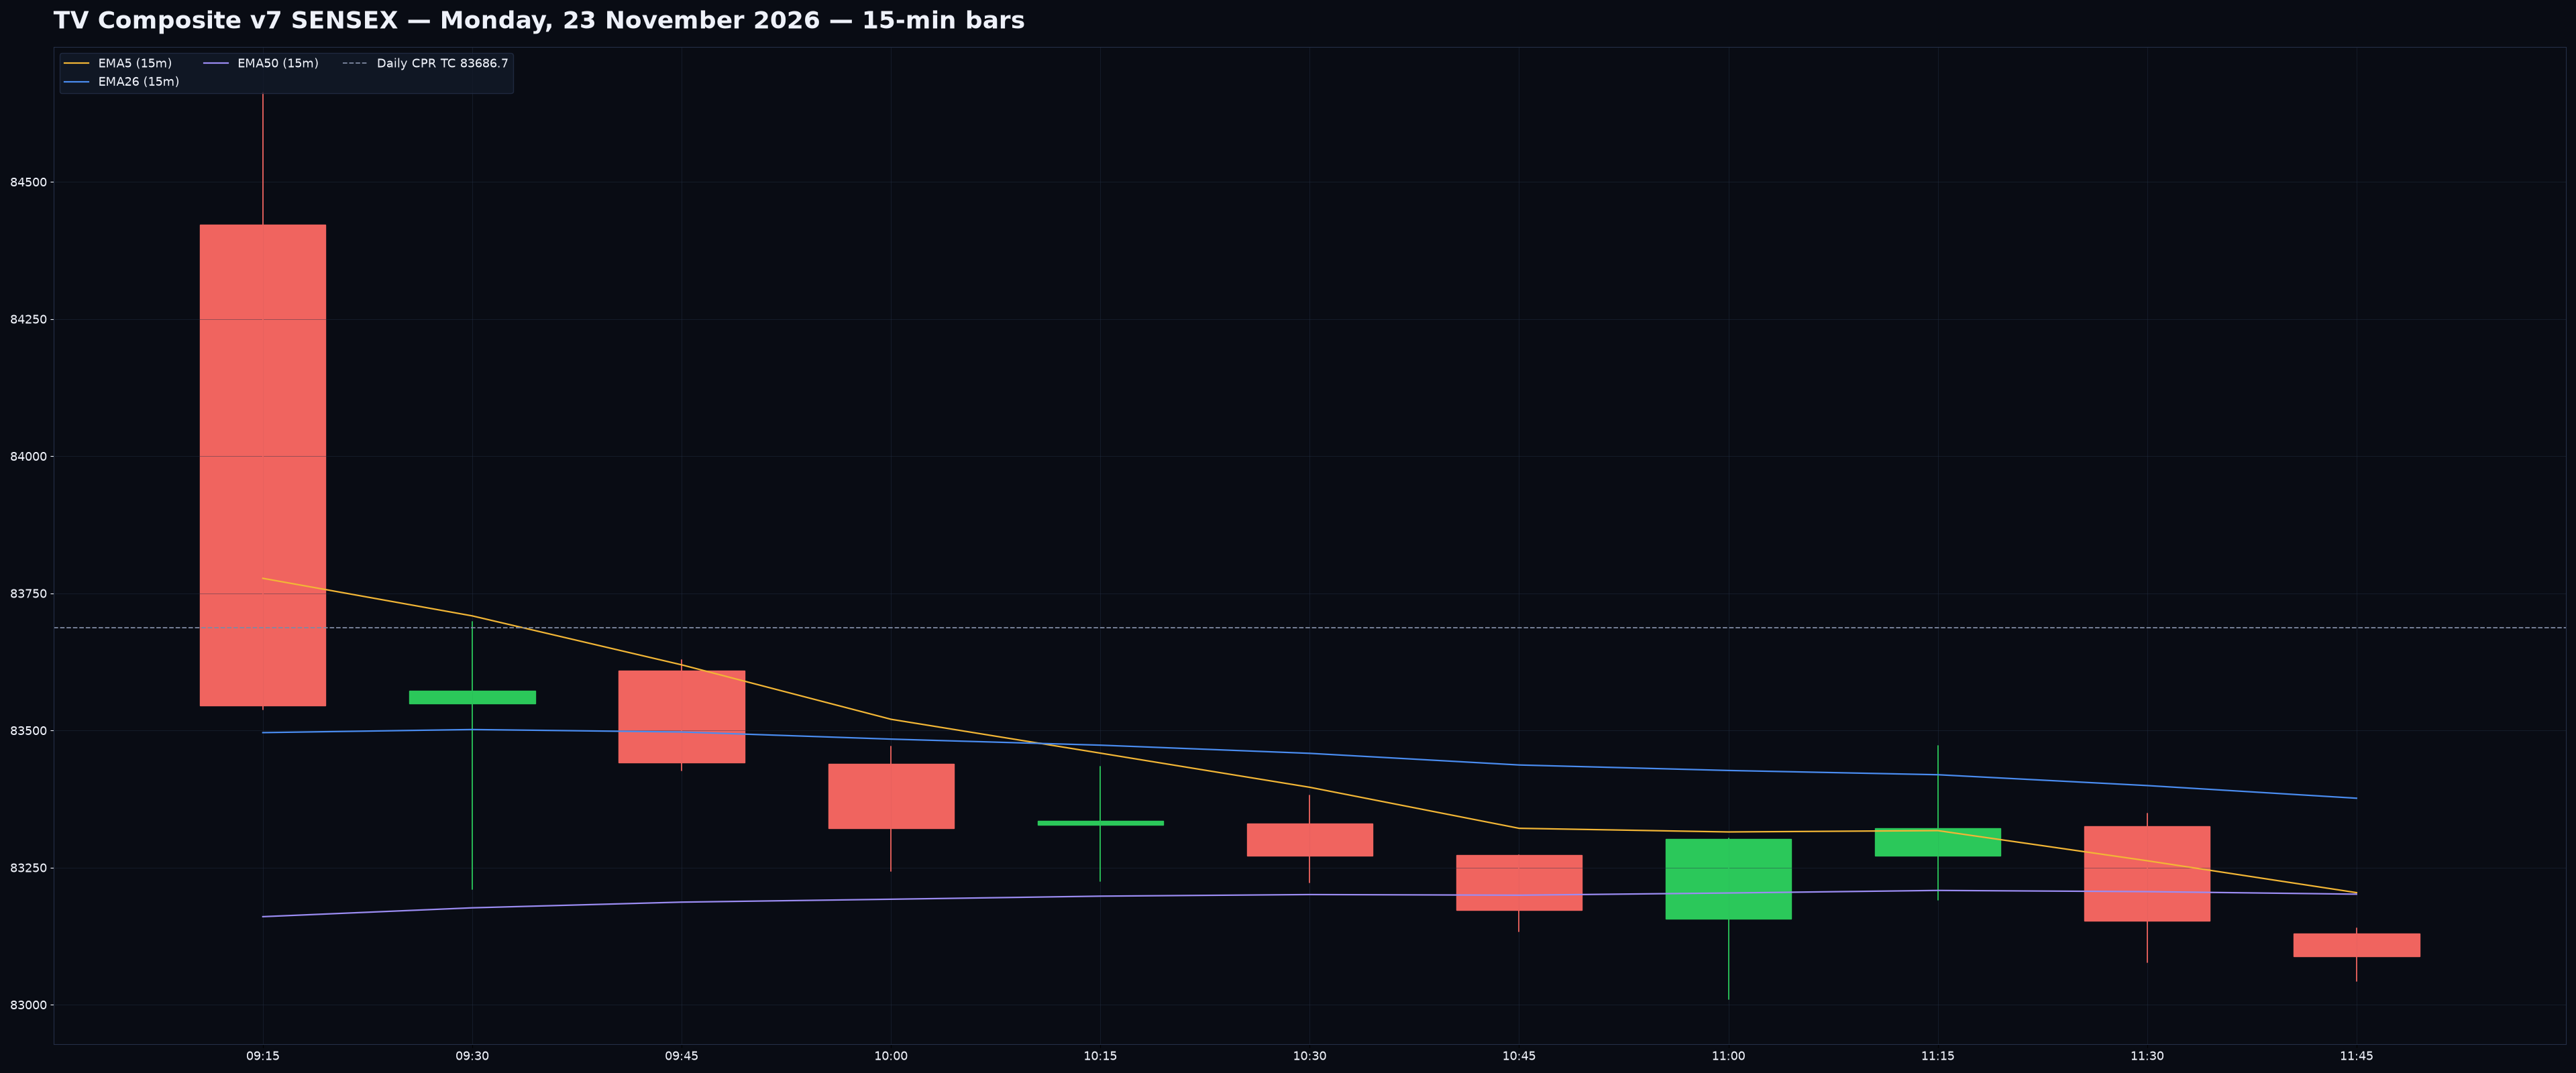 TV Composite v7 SENSEX — Monday, 23 November 2026 — 15-min bars
EMA5 (15m) EMA50 (15m) Daily CPR TC 83686.7
EMA26 (15m)
84500
84250
84000
83750
83500
83250
83000
09:15 09:30 09:45 10:00 10:15 10:30 10:45 11:00 11:15 11:30 11:45